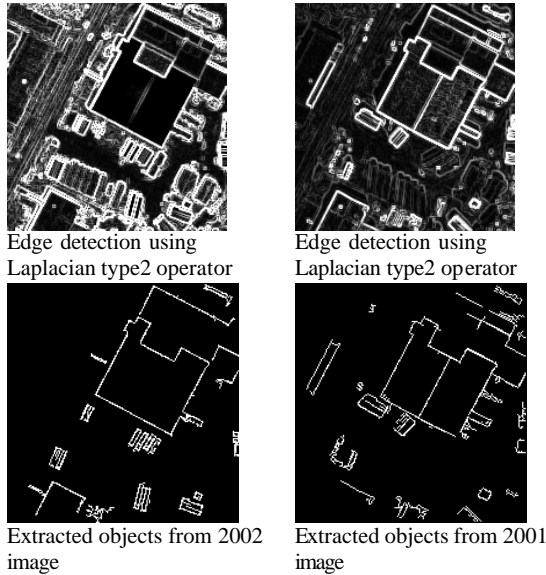 Edge detection using
Laplacian type2 operator
Edge detection using
Laplacian type2 operator
Extracted objects from 2002
image
Extracted objects from 2001
image